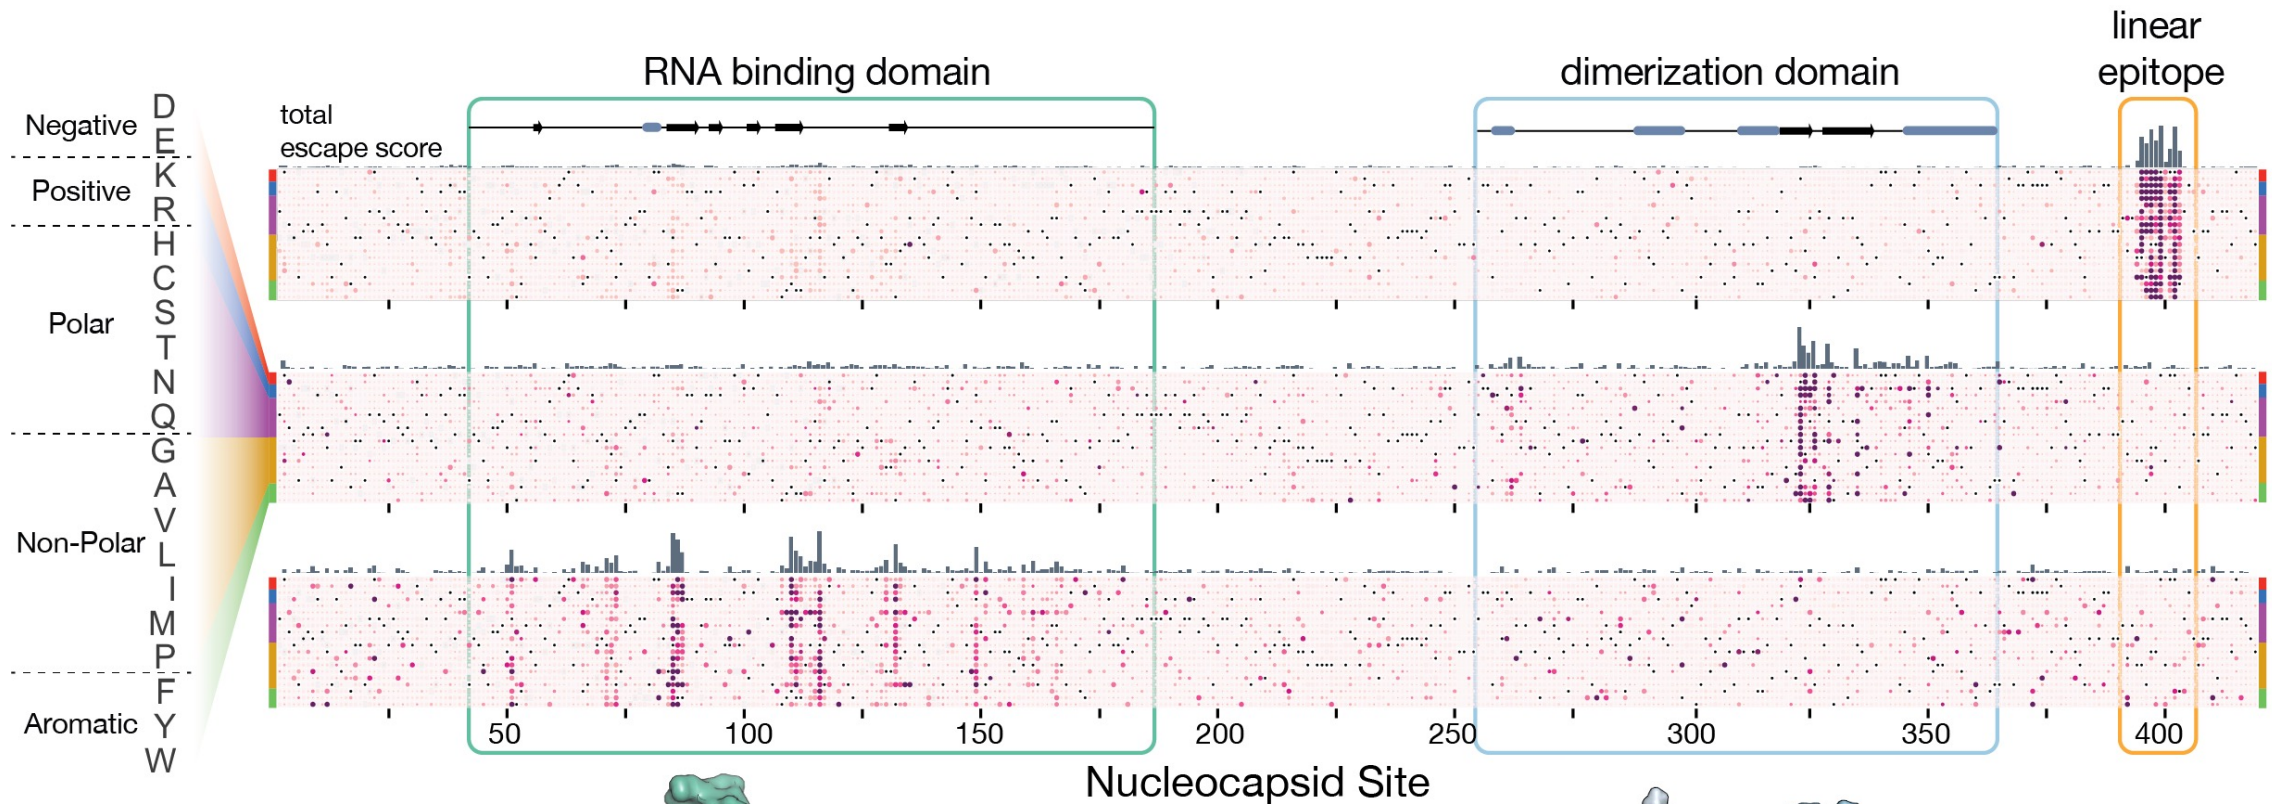 linear
RNA binding domain
dimerization domain
epitope
total
escape score
Negative
D
E
Positive
K
R
Polar
H
C
S
T
N
Q
Non-Polar
G
A
V
L
I
M
P
Aromatic
F
Y
W
50
100
150
200
250
300
350
400
Nucleocapsid Site